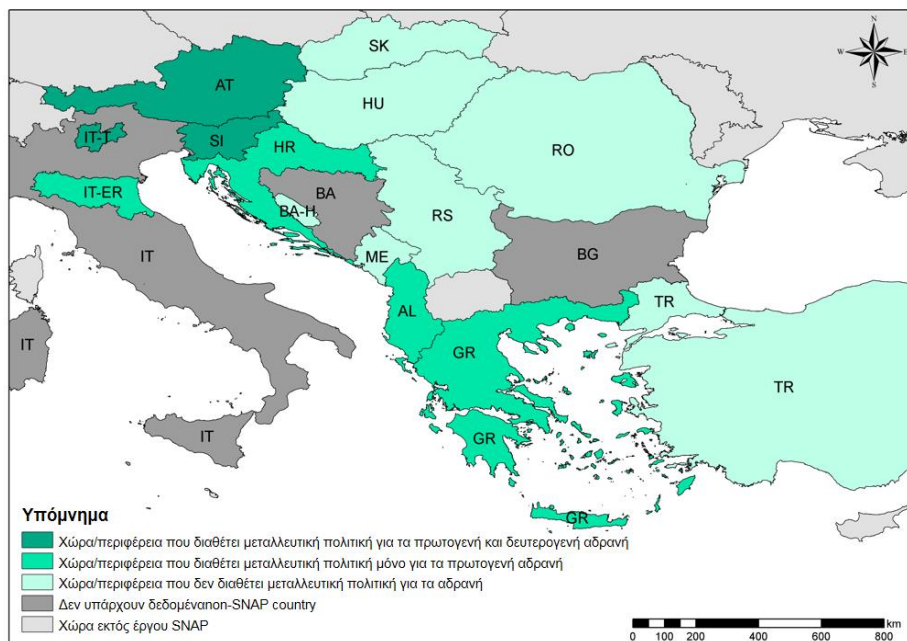 N
W
E
S
SK
AT
HU
IT-T
SI
HR
RO
IT-ER
BA
BA-H
RS
IT
ME
BG
TR
AL
GR
IT
TR
IT
GR
GR
Υπόμνημα
Χώρα/περιφέρεια που διαθέτει μεταλλευτική πολιτική για τα πρωτογενή και δευτερογενή αδρανή
Χώρα/περιφέρεια που διαθέτει μεταλλευτική πολιτική μόνο για τα πρωτογενή αδρανή
Χώρα/περιφέρεια που δεν διαθέτει μεταλλευτική πολιτική για τα αδρανή
Δεν υπάρχουν δεδομέναnon-SNAP country
Χώρα εκτός έργου SNAP
km
0 100 200 400 600 800